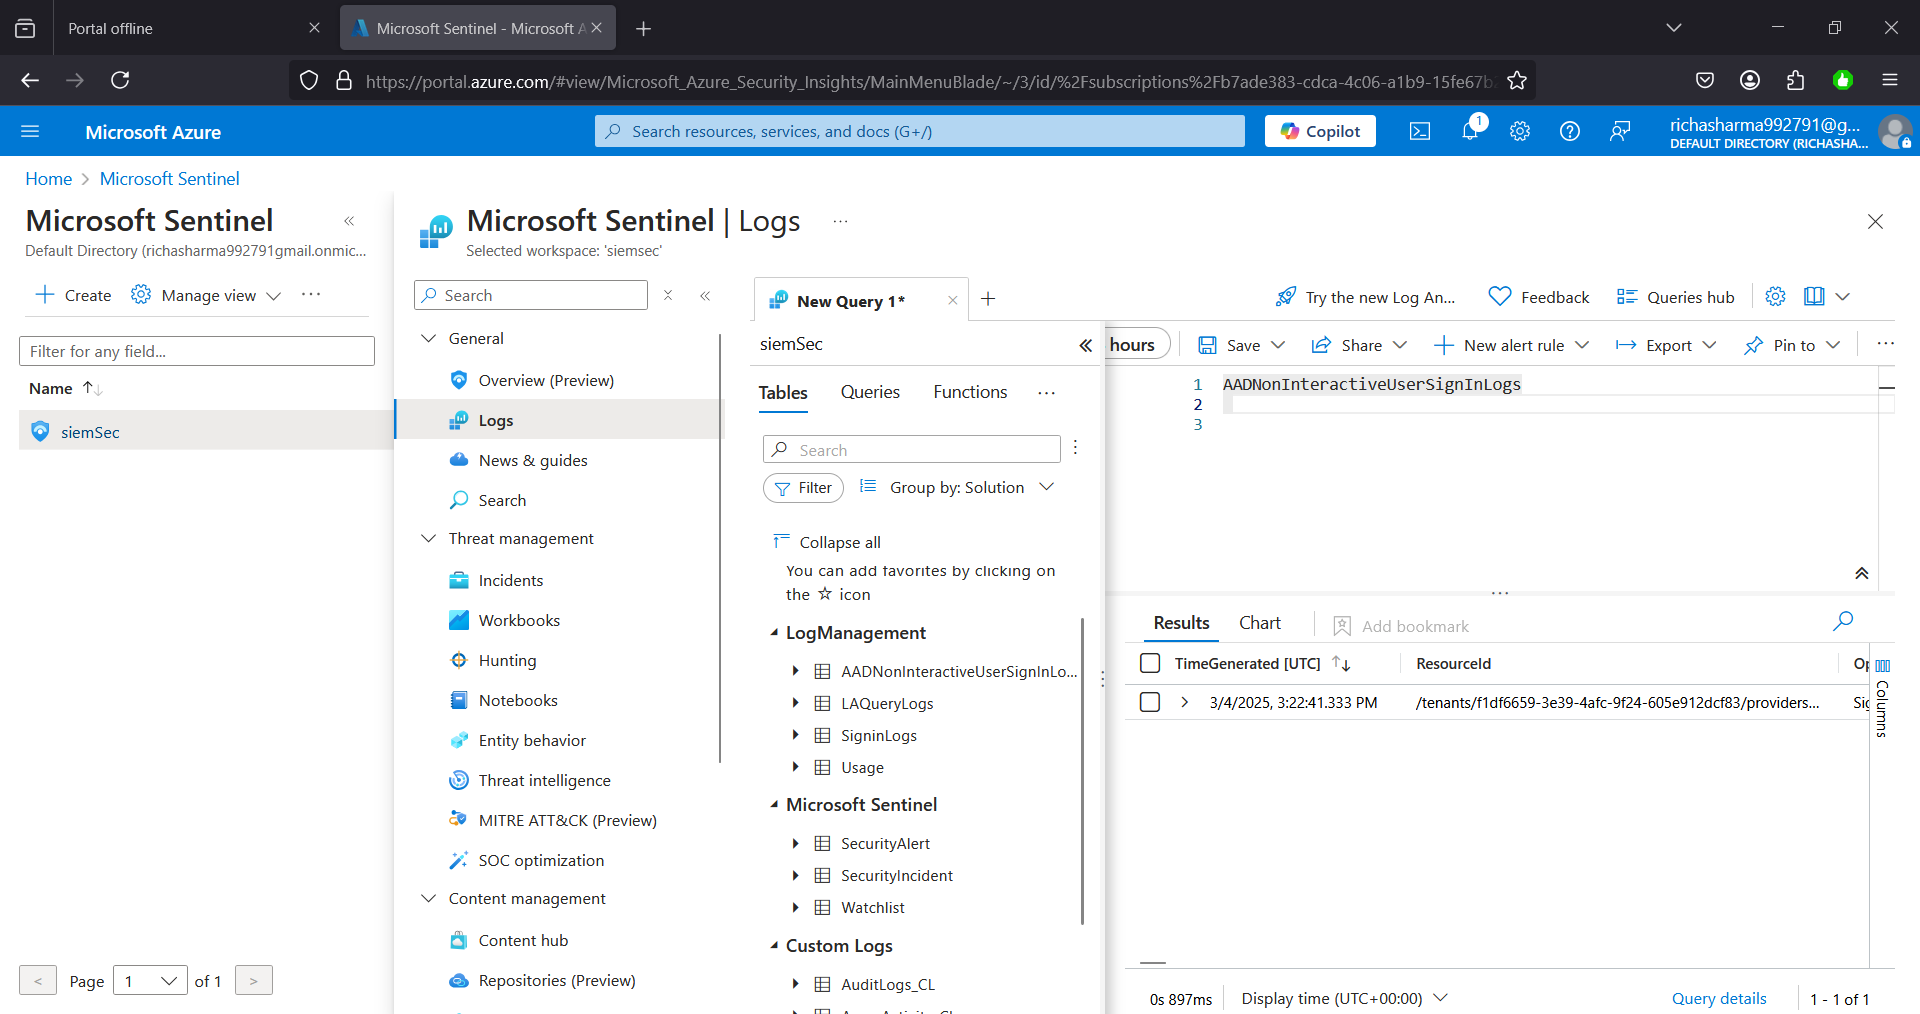 Portal offline
Microsoft Sentinel - Microsoft A
https://portal.azure.com/#view/Microsoft_Azure_Security_Insights/MainMenuBlade/~/3/id/%2Fsubscriptions%2Fb7ade383-cdca-4c06-a1b9-15fe67b
Microsoft Azure
Search resources, services, and docs (G+/)
Copilot
1
richasharma992791@g...
DEFAULT DIRECTORY (RICHASHA...
Home > Microsoft Sentinel
Microsoft Sentinel
Default Directory (richasharma992791gmail.onmic...
Create
Manage view
Filter for any field...
Name
siemSec
< Page 1 of 1 >
Microsoft Sentinel | Logs
Selected workspace: 'siemsec'
Search
General
Overview (Preview)
Logs
News & guides
Search
Threat management
Incidents
Workbooks
Hunting
Notebooks
Entity behavior
Threat intelligence
MITRE ATT&CK (Preview)
SOC optimization
Content management
Content hub
Repositories (Preview)
New Query 1*
Try the new Log An...
Feedback
Queries hub
siemSec
Tables
Queries
Functions
Search
Filter
Group by: Solution
Collapse all
You can add favorites by clicking on
the ☆ icon
LogManagement
AADNonInteractiveUserSignInLo...
LAQueryLogs
SigninLogs
Usage
Microsoft Sentinel
SecurityAlert
SecurityIncident
Watchlist
Custom Logs
AuditLogs_CL
hours
Save
Share
New alert rule
Export
Pin to
1 AADNonInteractiveUserSignInLogs
2
3
Results
Chart
Add bookmark
TimeGenerated [UTC]
ResourceId
Op
3/4/2025, 3:22:41.333 PM
/tenants/f1df6659-3e39-4afc-9f24-605e912dcf83/providers...
Sig
Columns
0s 897ms
Display time (UTC+00:00)
Query details
1 - 1 of 1